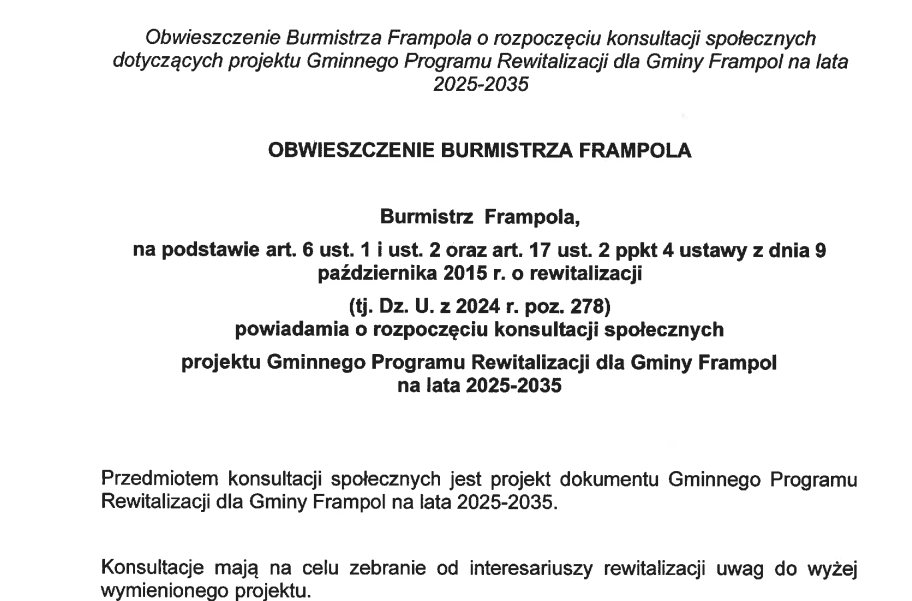 Obwieszczenie Burmistrza Frampola o rozpoczęciu konsultacji społecznych
dotyczących projektu Gminnego Programu Rewitalizacji dla Gminy Frampol na lata
2025-2035
OBWIESZCZENIE BURMISTRZA FRAMPOLA
Burmistrz Frampola,
na podstawie art. 6 ust. 1 i ust. 2 oraz art. 17 ust. 2 ppkt 4 ustawy z dnia 9
października 2015 r. o rewitalizacji
(tj. Dz. U. z 2024 r. poz. 278)
powiadamia o rozpoczęciu konsultacji społecznych
projektu Gminnego Programu Rewitalizacji dla Gminy Frampol
na lata 2025-2035
Przedmiotem konsultacji społecznych jest projekt dokumentu Gminnego Programu
Rewitalizacji dla Gminy Frampol na lata 2025-2035.
Konsultacje mają na celu zebranie od interesariuszy rewitalizacji uwag do wyżej
wymienionego projektu.